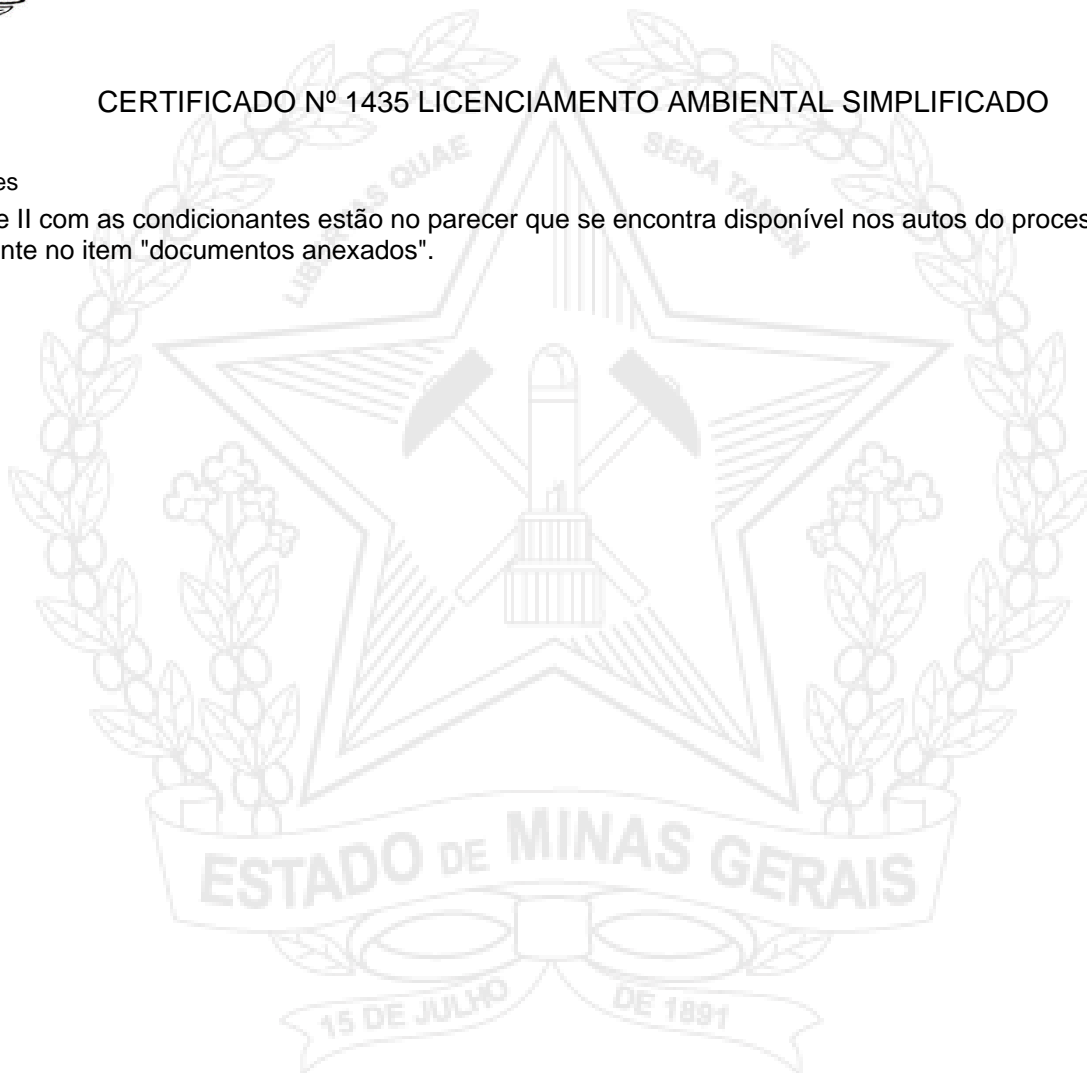 CERTIFICADO Nº 1435 LICENCIAMENTO AMBIENTAL SIMPLIFICADO
es
e II com as condicionantes estão no parecer que se encontra disponível nos autos do proces
nte no item "documentos anexados".
LIBERTAS QUAE SERA TAMEN
ESTADO DE MINAS GERAIS
15 DE JULHO DE 1891